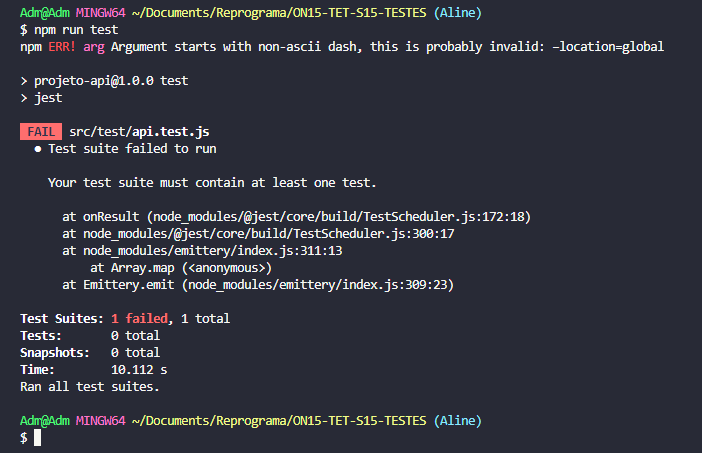 Adm@Adm MINGW64 ~/Documents/Reprograma/ON15-TET-S15-TESTES (Aline)
$ npm run test
npm ERR! arg Argument starts with non-ascii dash, this is probably invalid: –location=global
> projeto-api@1.0.0 test
> jest
FAIL src/test/api.test.js
● Test suite failed to run
Your test suite must contain at least one test.
at onResult (node_modules/@jest/core/build/TestScheduler.js:172:18)
at node_modules/@jest/core/build/TestScheduler.js:300:17
at node_modules/emittery/index.js:311:13
at Array.map (<anonymous>)
at Emittery.emit (node_modules/emittery/index.js:309:23)
Test Suites: 1 failed, 1 total
Tests: 0 total
Snapshots: 0 total
Time: 10.112 s
Ran all test suites.
Adm@Adm MINGW64 ~/Documents/Reprograma/ON15-TET-S15-TESTES (Aline)
$